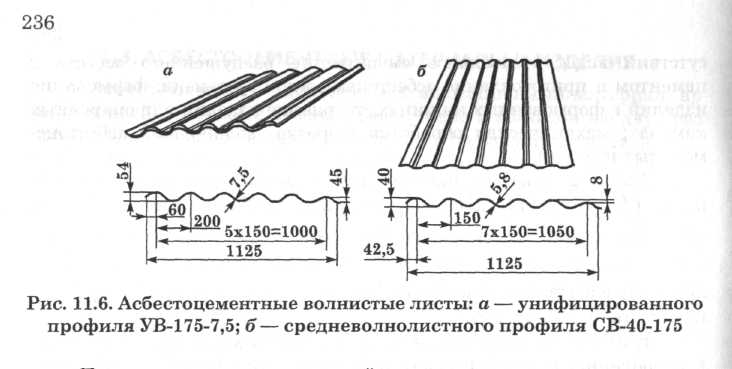 236
а
б
54
7,5
45
60
200
5х150=1000
1125
40
5,8
8
150
7х150=1050
42,5
1125
Рис. 11.6. Асбестоцементные волнистые листы: а — унифицированного
профиля УВ-175-7,5; б — средневолнолистного профиля СВ-40-175